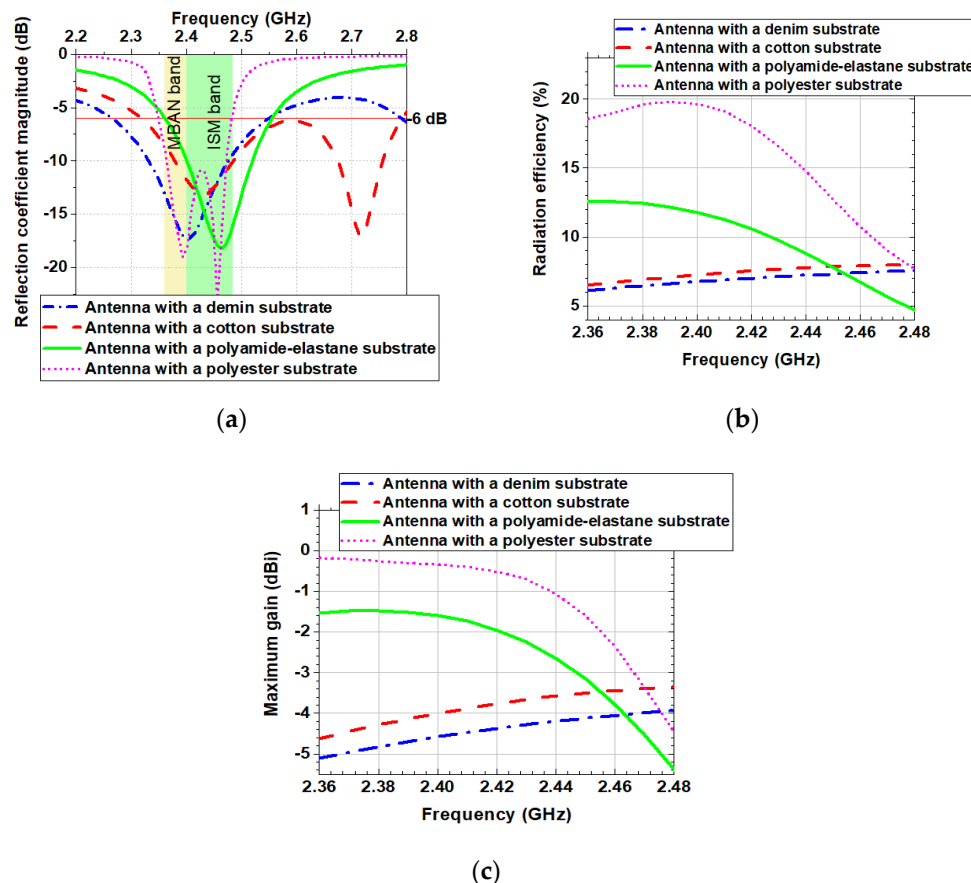 Frequency (GHz)
2.2 2.3 2.4 2.5 2.6 2.7 2.8
Reflection coefficient magnitude (dB)
0
-5
-10
-15
-20
-6 dB
MBAN band
ISM band
Antenna with a demin substrate
Antenna with a cotton substrate
Antenna with a polyamide-elastane substrate
Antenna with a polyester substrate
(a)
Antenna with a denim substrate
Antenna with a cotton substrate
Antenna with a polyamide-elastane substrate
Antenna with a polyester substrate
Radiation efficiency (%)
20
15
10
5
2.36 2.38 2.40 2.42 2.44 2.46 2.48
Frequency (GHz)
(b)
Antenna with a denim substrate
Antenna with a cotton substrate
Antenna with a polyamide-elastane substrate
Antenna with a polyester substrate
Maximum gain (dBi)
1
0
-1
-2
-3
-4
-5
2.36 2.38 2.40 2.42 2.44 2.46 2.48
Frequency (GHz)
(c)